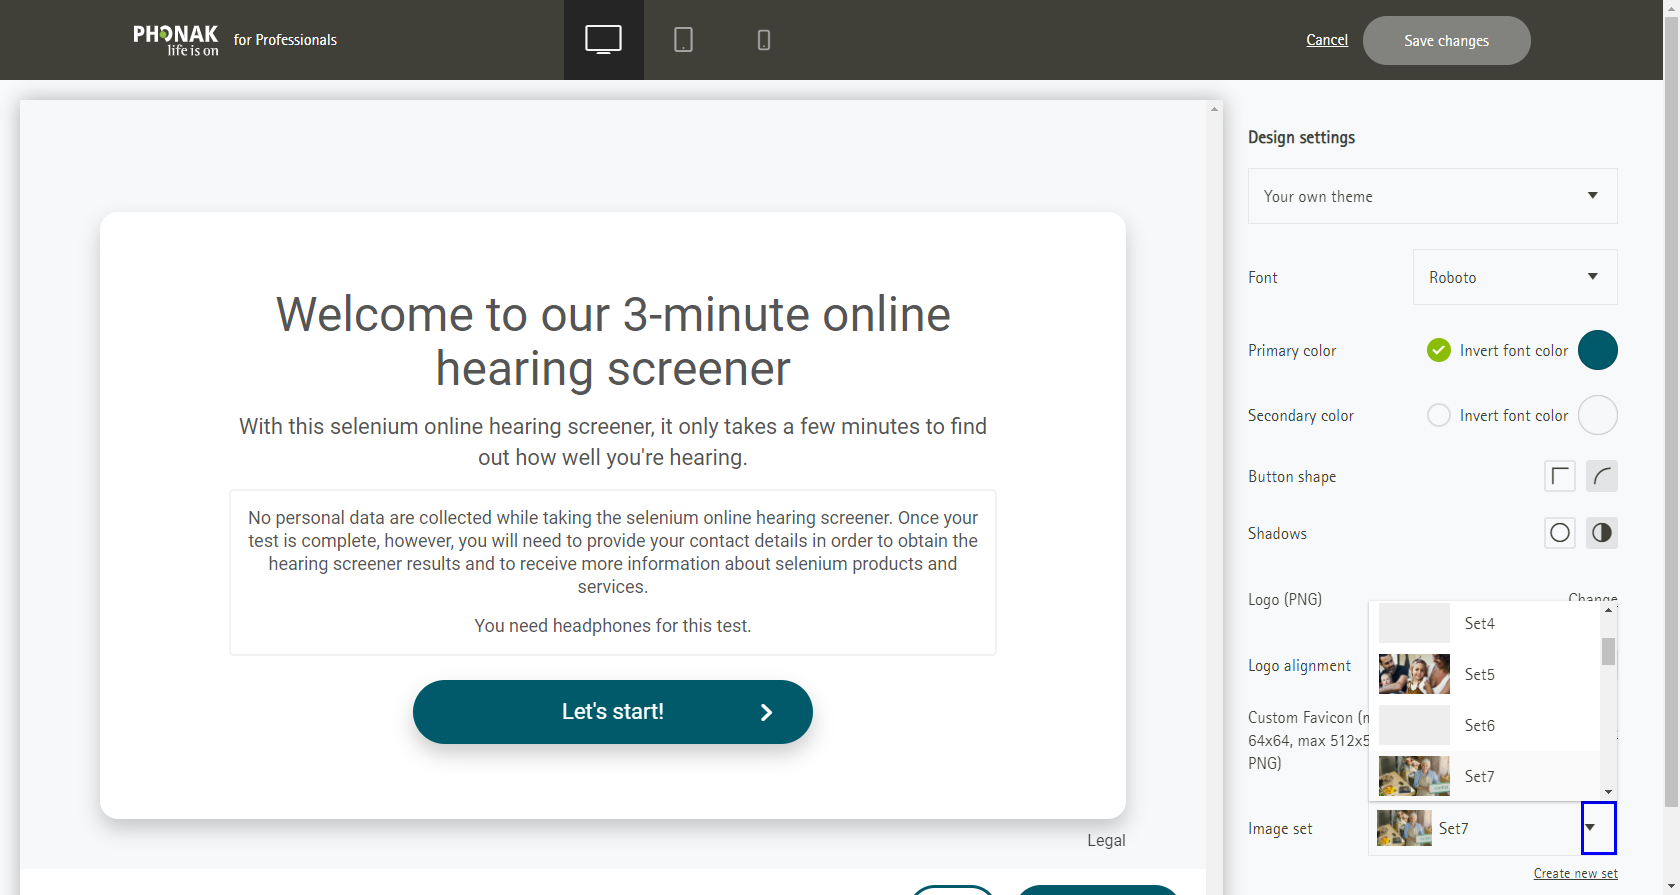 PHONAK
life is on
for Professionals
Cancel
Save changes
Welcome to our 3-minute online
hearing screener
With this selenium online hearing screener, it only takes a few minutes to find
out how well you're hearing.
No personal data are collected while taking the selenium online hearing screener. Once your
test is complete, however, you will need to provide your contact details in order to obtain the
hearing screener results and to receive more information about selenium products and
services.
You need headphones for this test.
Let's start!
Legal
Design settings
Your own theme
Font
Roboto
Primary color
Invert font color
Secondary color
Invert font color
Button shape
Shadows
Logo (PNG)
Change
Set4
Logo alignment
Set5
Custom Favicon
64x64, max
PNG)
Set6
Set7
Image set
Set7
Create new set